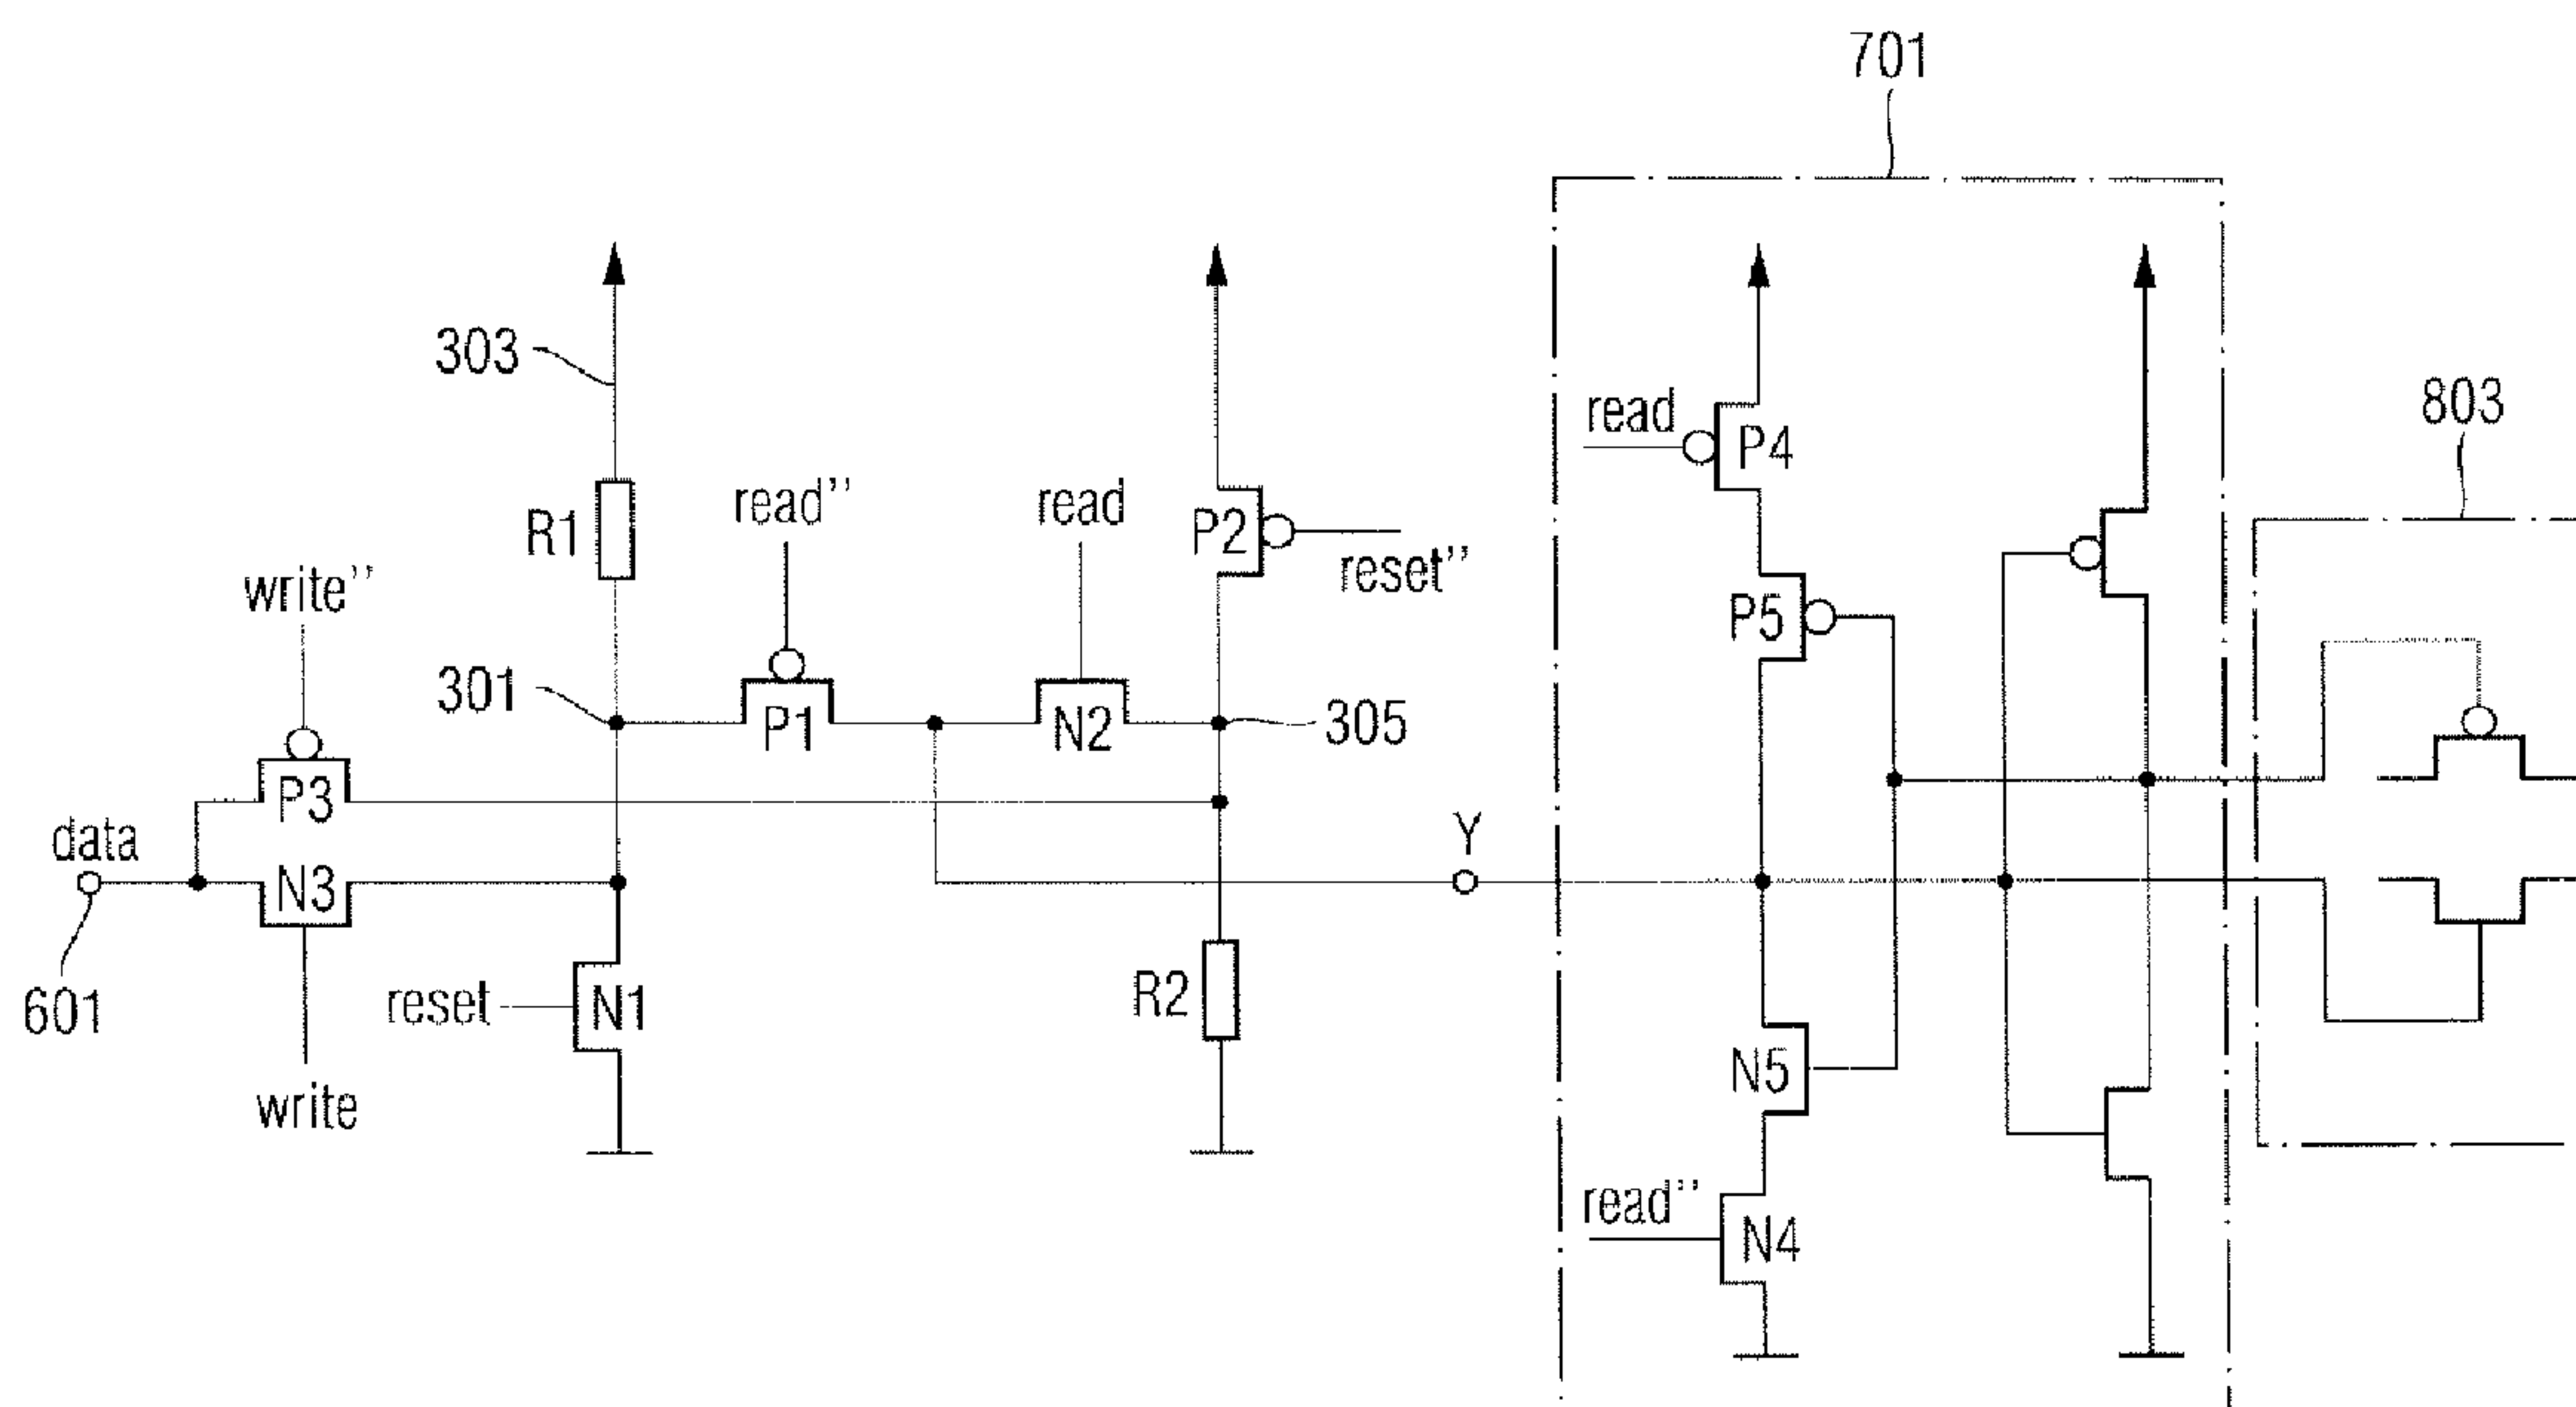 701
303
read
P4
803
R1
read’’
read
P2
reset’’
write’’
P5
301
P1
N2
305
P3
data
N3
Y
601
reset
N1
R2
N5
write
read’’
N4